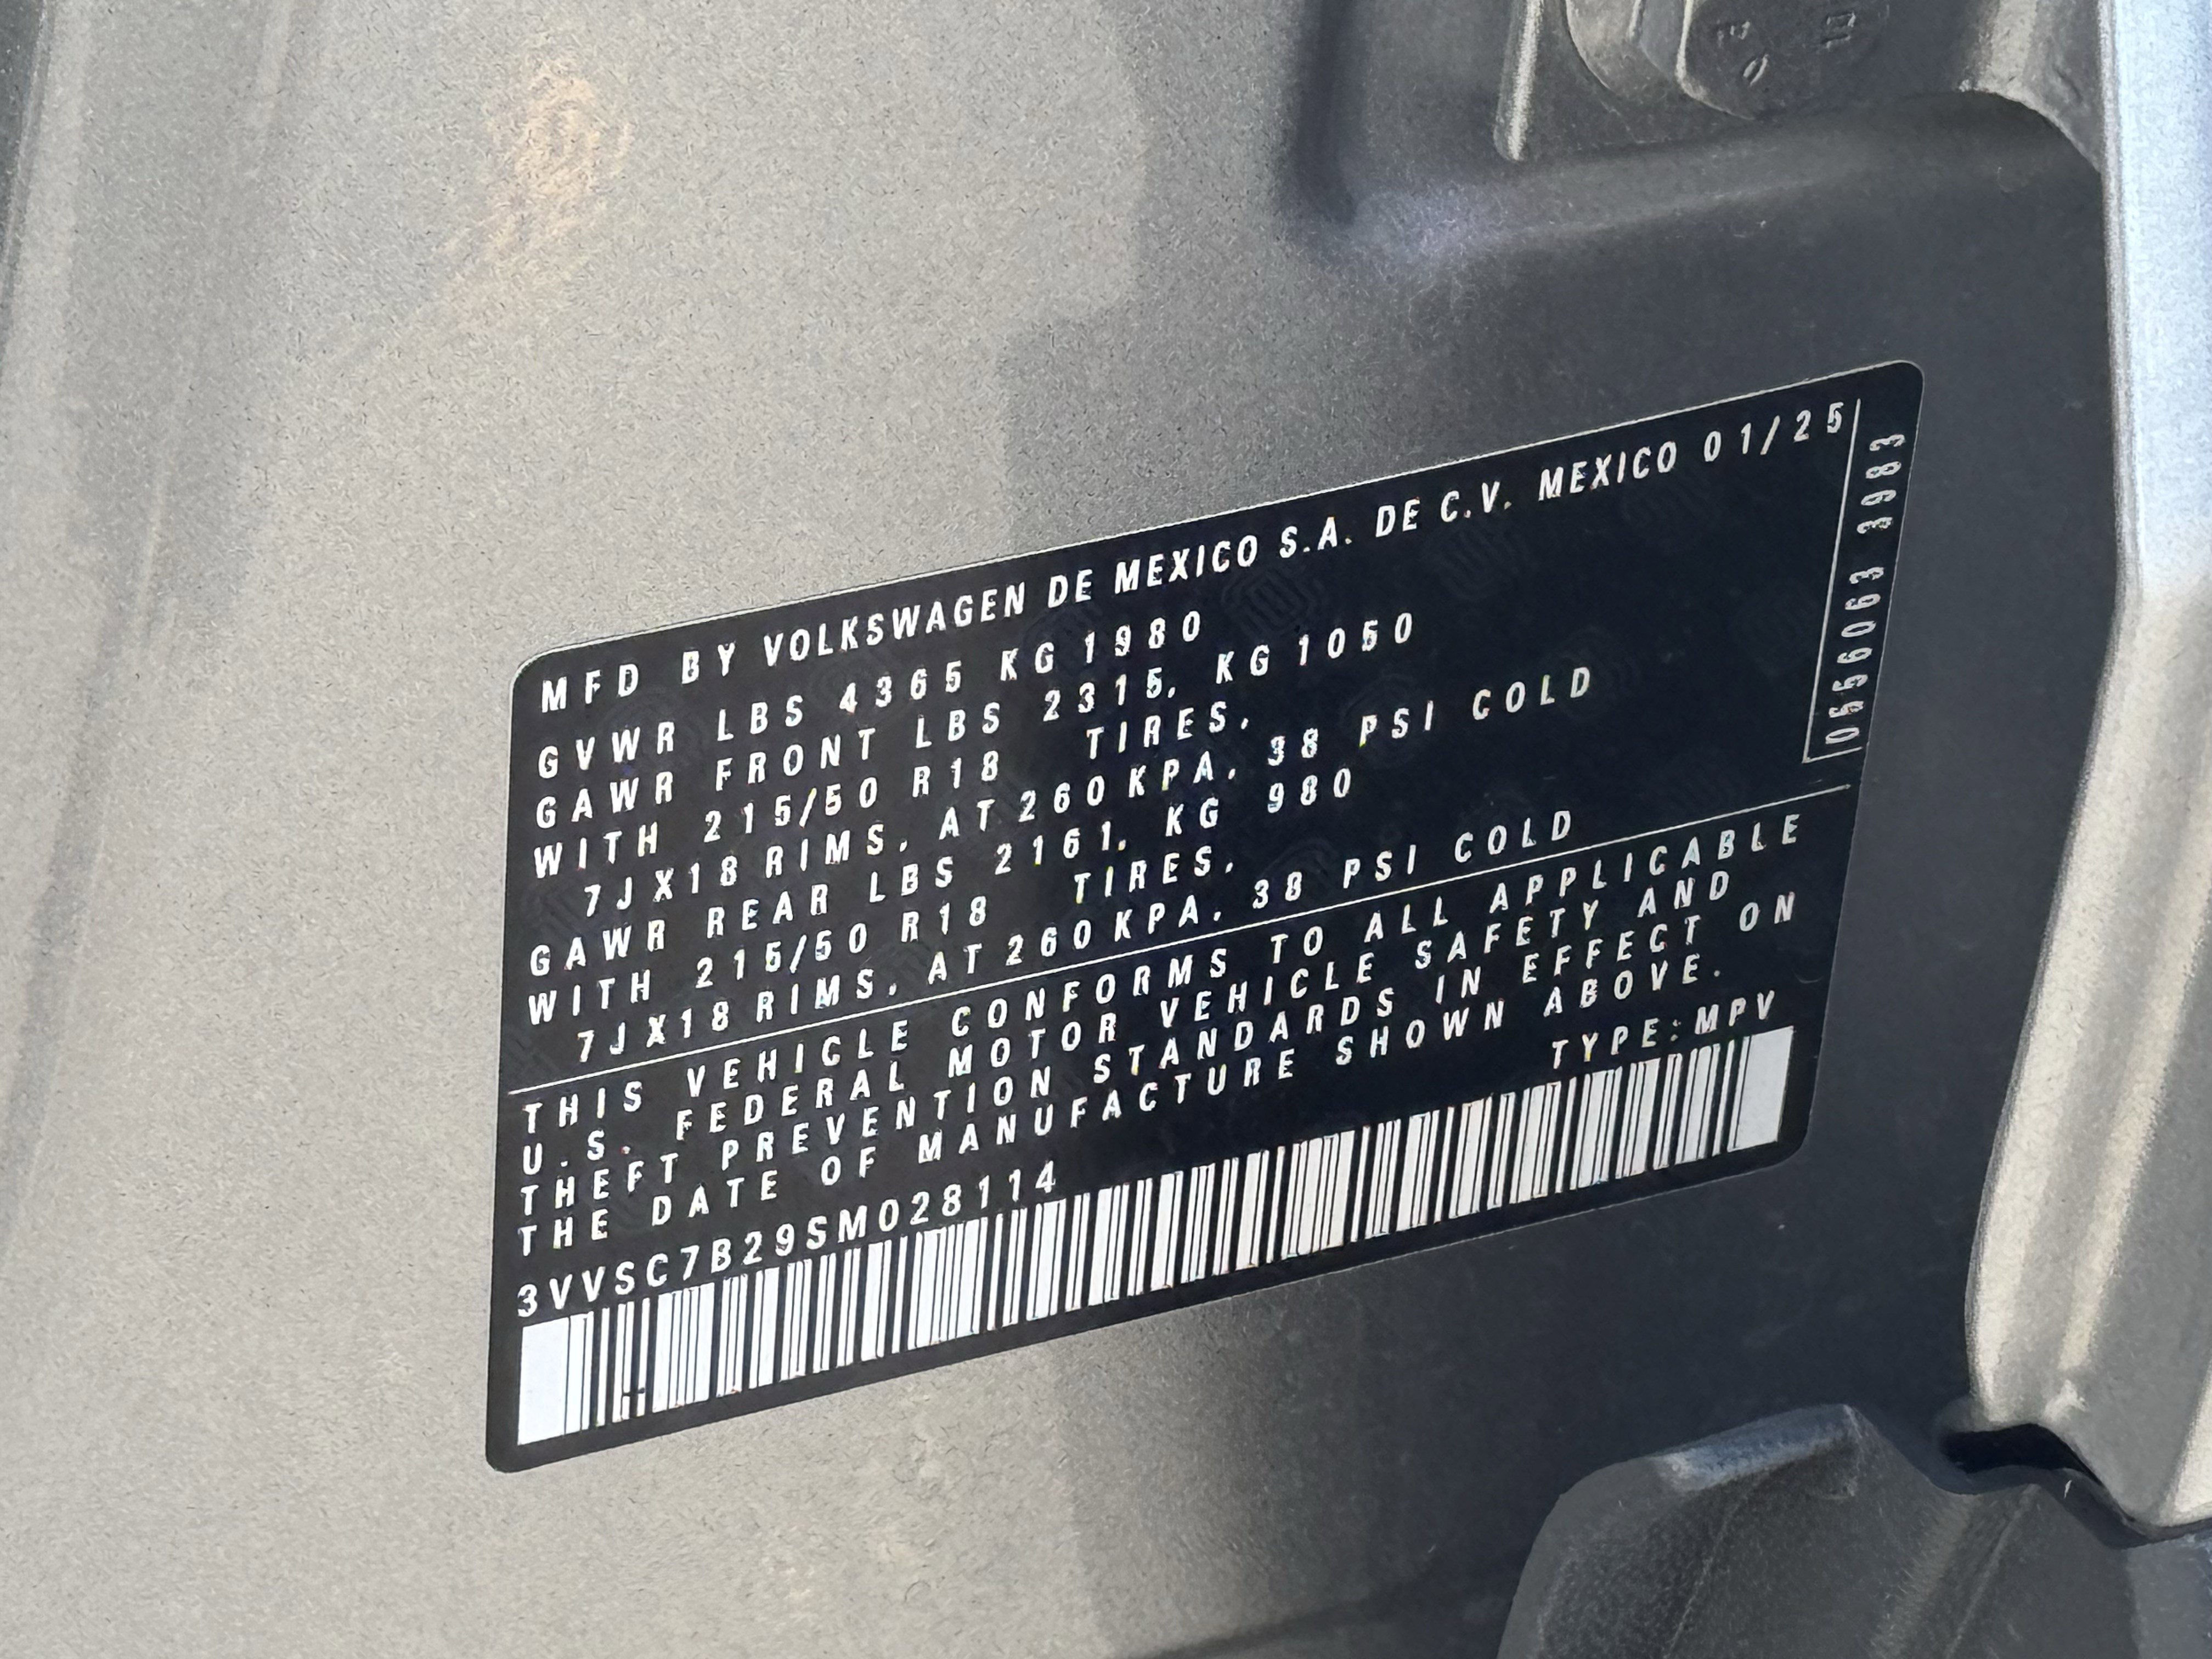 MFD BY VOLKSWAGEN DE MEXICO S.A. DE C.V. MEXICO 01/25
GVWR LBS 4365 KG 1980
GAWR FRONT LBS 2315, KG 1050
WITH 215/50 R18 TIRES,
7JX18 RIMS, AT 260 KPA, 38 PSI COLD
GAWR REAR LBS 2161, KG 980
WITH 215/50 R18 TIRES,
7JX18 RIMS, AT 260 KPA, 38 PSI COLD
0556063 3983
THIS VEHICLE CONFORMS TO ALL APPLICABLE
U.S. FEDERAL MOTOR VEHICLE SAFETY AND
THEFT PREVENTION STANDARDS IN EFFECT ON
THE DATE OF MANUFACTURE SHOWN ABOVE.
TYPE:MPV
3VVSC7B29SM028114